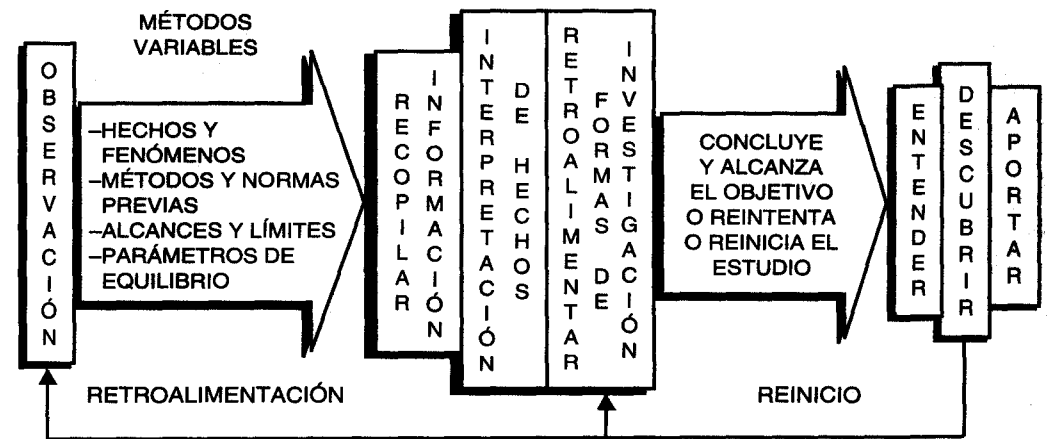 MÉTODOS
VARIABLES
OBSERVACIÓN
–HECHOS Y
FENÓMENOS
–MÉTODOS Y NORMAS
PREVIAS
–ALCANCES Y LÍMITES
–PARÁMETROS DE
EQUILIBRIO
RECOPILAR
INFORMACIÓN
INTERPRETACIÓN
DE HECHOS
RETROALIMENTAR
FORMAS DE
INVESTIGACIÓN
CONCLUYE
Y ALCANZA
EL OBJETIVO
O REINTENTA
O REINICIA EL
ESTUDIO
ENTENDER
DESCUBRIR
APORTAR
RETROALIMENTACIÓN
REINICIO